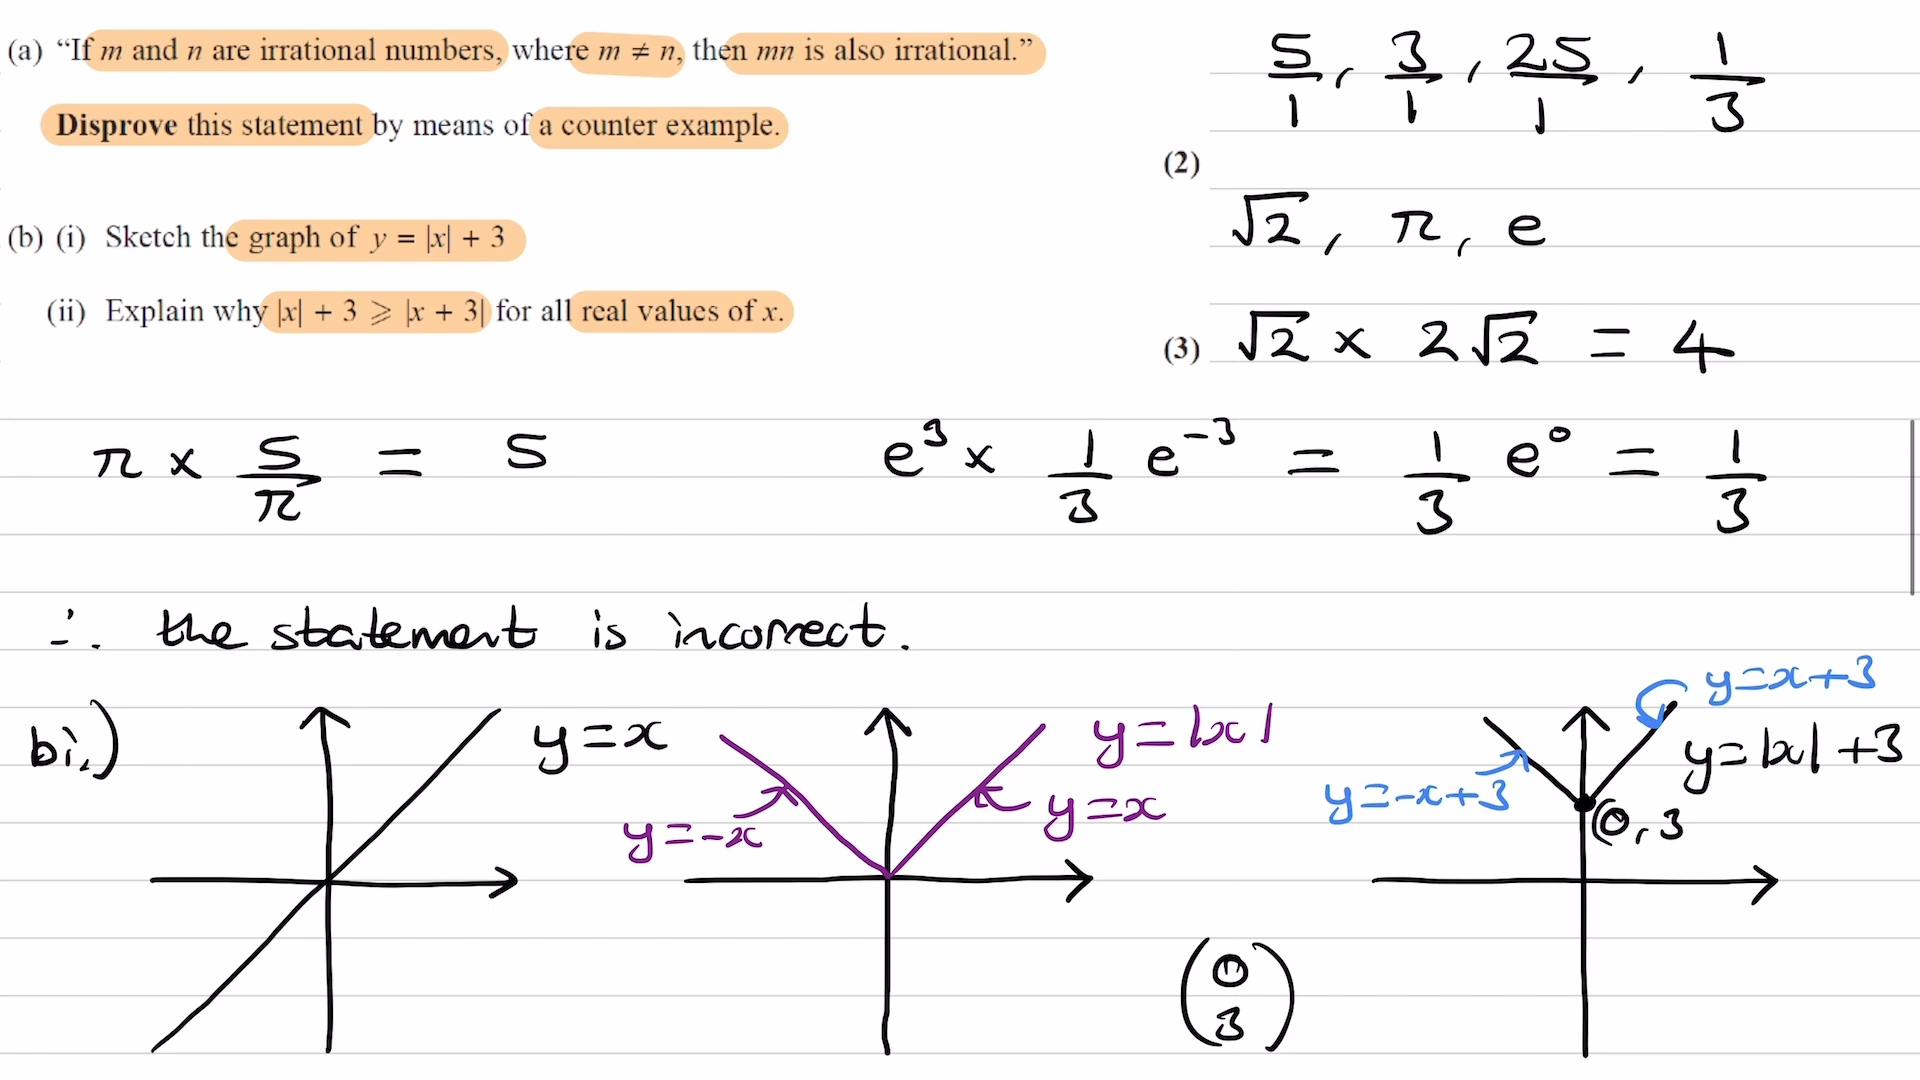 (a) “If m and n are irrational numbers, where m ≠ n, then mn is also irrational.”
Disprove this statement by means of a counter example.
(2)
(b) (i) Sketch the graph of y = |x| + 3
(ii) Explain why |x| + 3 ⩾ |x + 3| for all real values of x.
(3)
5/1, 3/1, 25/1, 1/3
√2, π, e
√2 × 2√2 = 4
π × 5/π = 5
e³ × 1/3 e⁻³ = 1/3 e⁰ = 1/3
∴ the statement is incorrect.
bi.)
y=x
y=|x|
y=-x
y=x
y=x+3
y=|x|+3
y=-x+3
(0,3
(0
3)